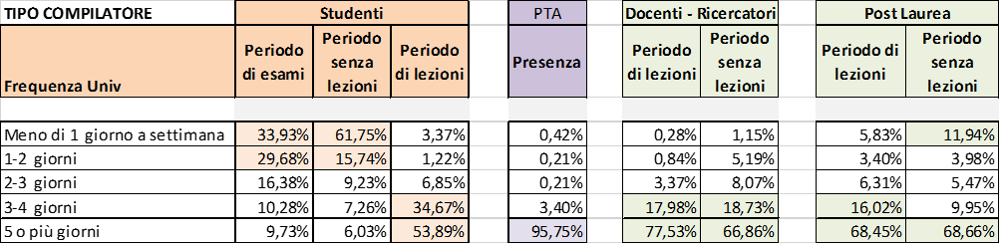 TIPO COMPILATORE Studenti PTA Docenti - Ricercatori Post Laurea
Frequenza Univ Periodo di esami Periodo senza lezioni Periodo di lezioni Presenza Periodo di lezioni Periodo senza lezioni Periodo di lezioni Periodo senza lezioni
Meno di 1 giorno a settimana 33,93% 61,75% 3,37% 0,42% 0,28% 1,15% 5,83% 11,94%
1-2 giorni 29,68% 15,74% 1,22% 0,21% 0,84% 5,19% 3,40% 3,98%
2-3 giorni 16,38% 9,23% 6,85% 0,21% 3,37% 8,07% 6,31% 5,47%
3-4 giorni 10,28% 7,26% 34,67% 3,40% 17,98% 18,73% 16,02% 9,95%
5 o più giorni 9,73% 6,03% 53,89% 95,75% 77,53% 66,86% 68,45% 68,66%